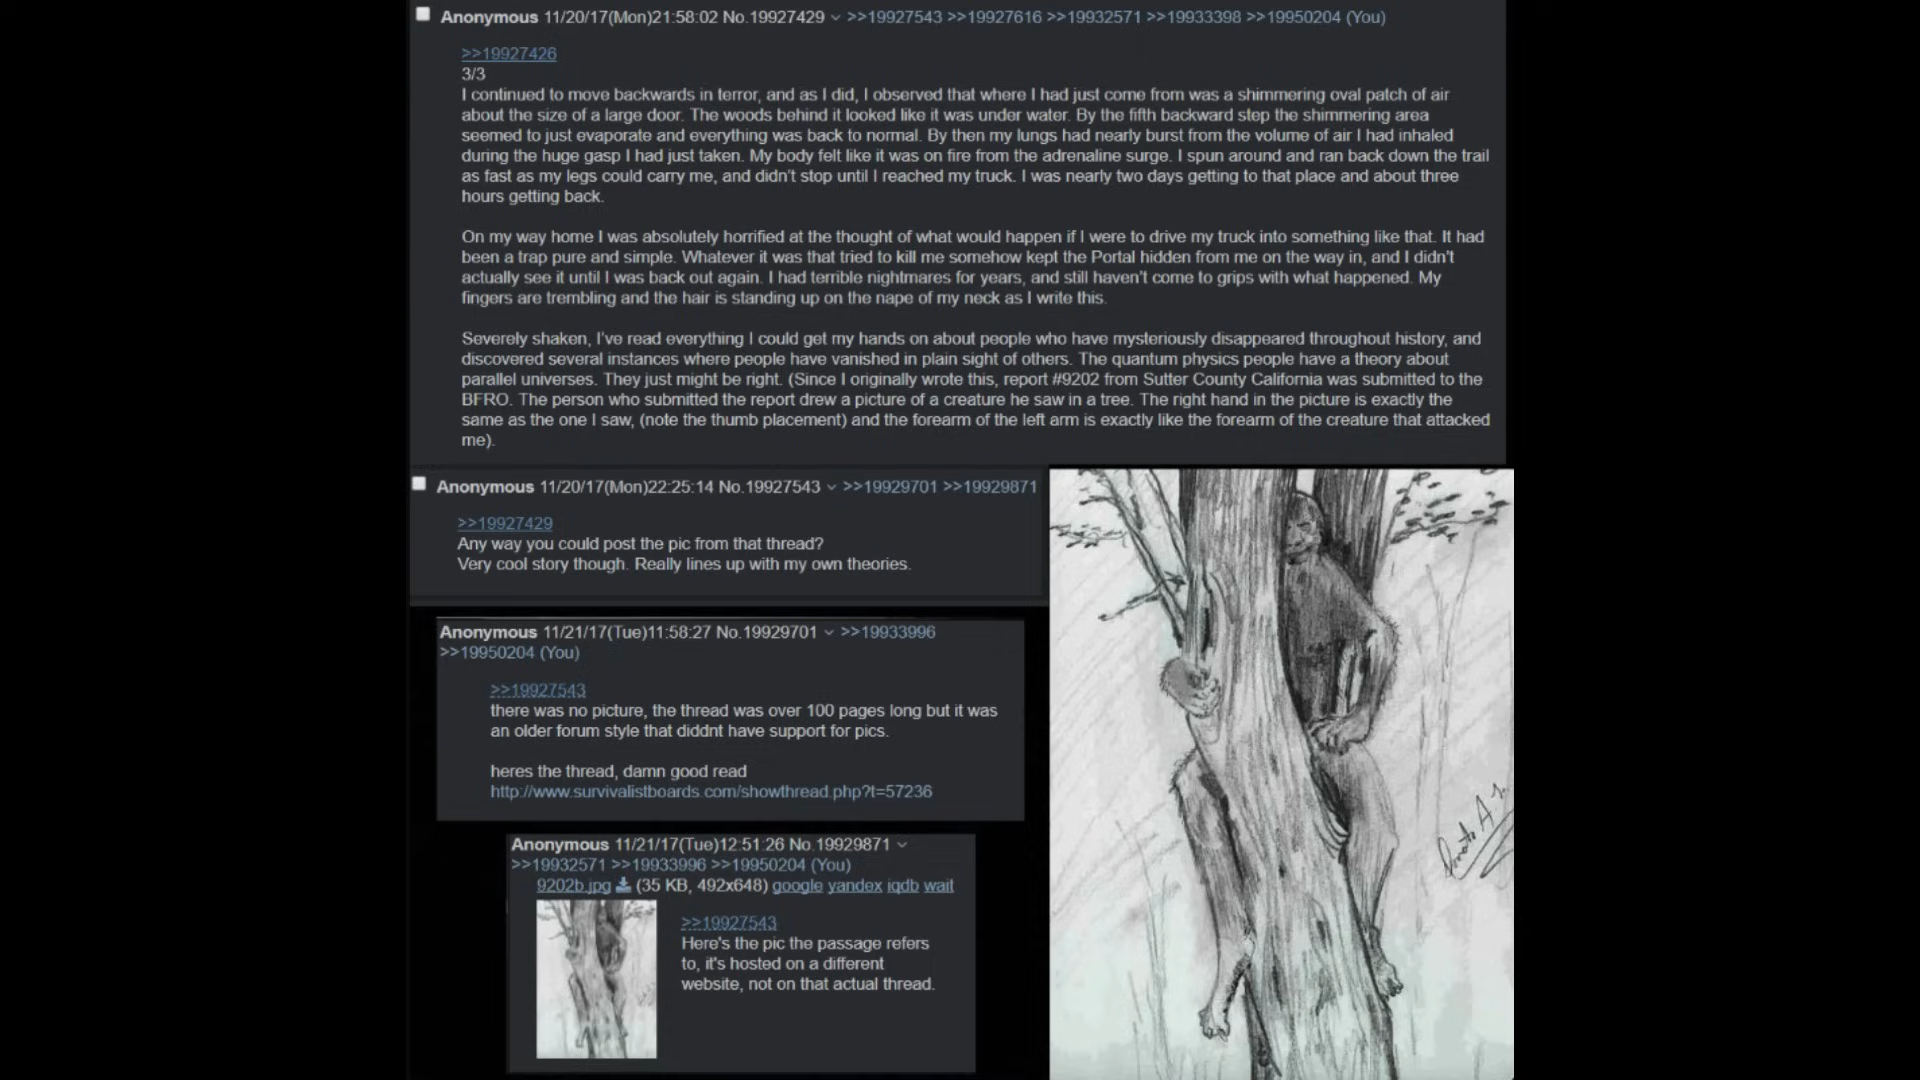 Anonymous 11/20/17(Mon)21:58:02 No.19927429 >>19927543 >>19927616 >>19932571 >>19933398 >>19950204 (You)
>>19927426
3/3
I continued to move backwards in terror, and as I did, I observed that where I had just come from was a shimmering oval patch of air
about the size of a large door. The woods behind it looked like it was under water. By the fifth backward step the shimmering area
seemed to just evaporate and everything was back to normal. By then my lungs had nearly burst from the volume of air I had inhaled
during the huge gasp I had just taken. My body felt like it was on fire from the adrenaline surge. I spun around and ran back down the trail
as fast as my legs could carry me, and didn't stop until I reached my truck. I was nearly two days getting to that place and about three
hours getting back.
On my way home I was absolutely horrified at the thought of what would happen if I were to drive my truck into something like that. It had
been a trap pure and simple. Whatever it was that tried to kill me somehow kept the Portal hidden from me on the way in, and I didn't
actually see it until I was back out again. I had terrible nightmares for years, and still haven't come to grips with what happened. My
fingers are trembling and the hair is standing up on the nape of my neck as I write this.
Severely shaken, I've read everything I could get my hands on about people who have mysteriously disappeared throughout history, and
discovered several instances where people have vanished in plain sight of others. The quantum physics people have a theory about
parallel universes. They just might be right. (Since I originally wrote this, report #9202 from Sutter County California was submitted to the
BFRO. The person who submitted the report drew a picture of a creature he saw in a tree. The right hand in the picture is exactly the
same as the one I saw, (note the thumb placement) and the forearm of the left arm is exactly like the forearm of the creature that attacked
me).
Anonymous 11/20/17(Mon)22:25:14 No.19927543 >>19929701 >>19929871
>>19927429
Any way you could post the pic from that thread?
Very cool story though. Really lines up with my own theories.
Anonymous 11/21/17(Tue)11:58:27 No.19929701 >>19933996
>>19950204 (You)
>>19927543
there was no picture, the thread was over 100 pages long but it was
an older forum style that diddnt have support for pics.
heres the thread, damn good read
http://www.survivalistboards.com/showthread.php?t=57236
Anonymous 11/21/17(Tue)12:51:26 No.19929871
>>19932571 >>19933996 >>19950204 (You)
9202b.jpg (35 KB, 492x648) google yandex iqdb wait
>>19927543
Here's the pic the passage refers
to, it's hosted on a different
website, not on that actual thread.